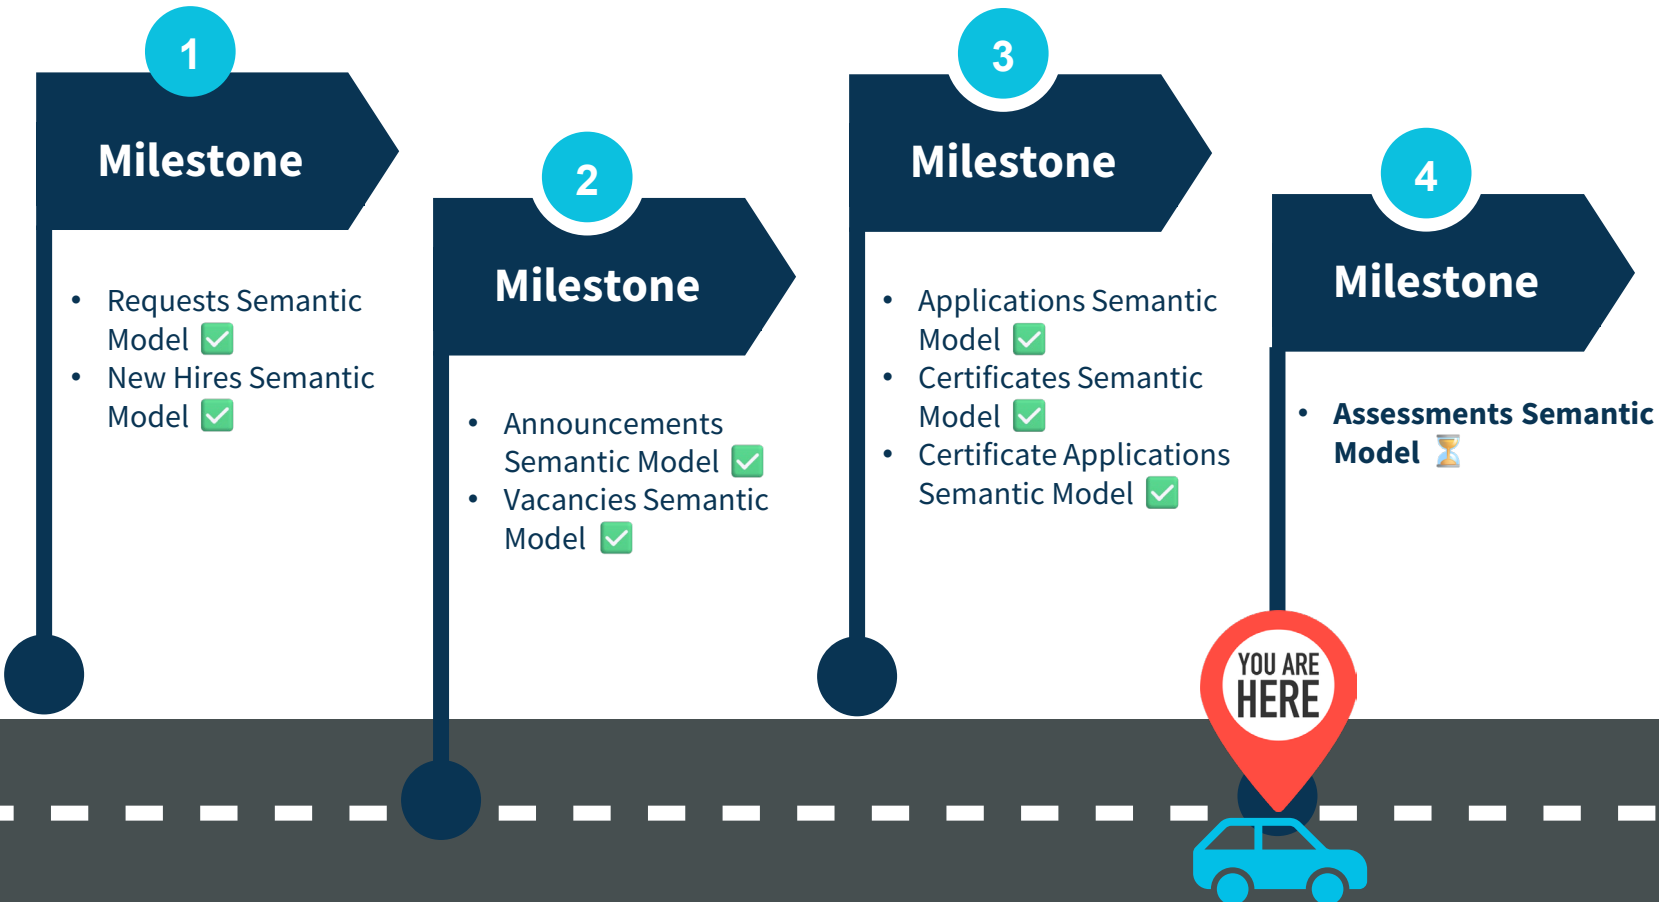 1
Milestone
• Requests Semantic
Model ✅
• New Hires Semantic
Model ✅
2
Milestone
• Announcements
Semantic Model ✅
• Vacancies Semantic
Model ✅
3
Milestone
• Applications Semantic
Model ✅
• Certificates Semantic
Model ✅
• Certificate Applications
Semantic Model ✅
4
Milestone
• Assessments Semantic
Model ⏳
YOU ARE
HERE